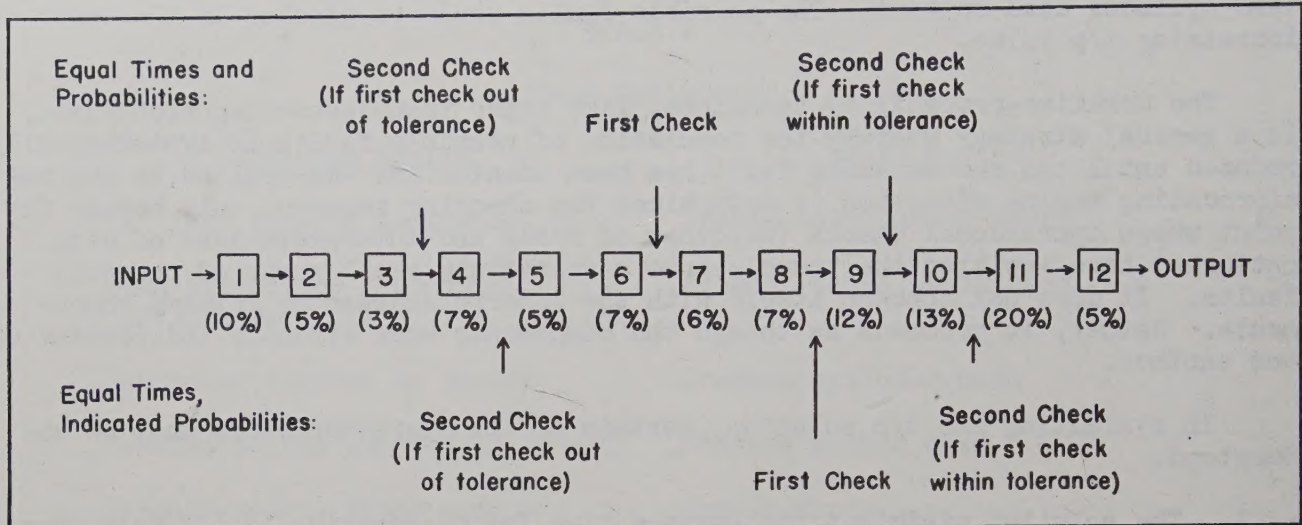 Equal Times and
Probabilities:
Second Check
(If first check out
of tolerance)
First Check
Second Check
(If first check
within tolerance)
INPUT → 1 → 2 → 3 → 4 → 5 → 6 → 7 → 8 → 9 → 10 → 11 → 12 → OUTPUT
(10%) (5%) (3%) (7%) (5%) (7%) (6%) (7%) (12%) (13%) (20%) (5%)
Equal Times,
Indicated Probabilities:
Second Check
(If first check out
of tolerance)
First Check
Second Check
(If first check
within tolerance)